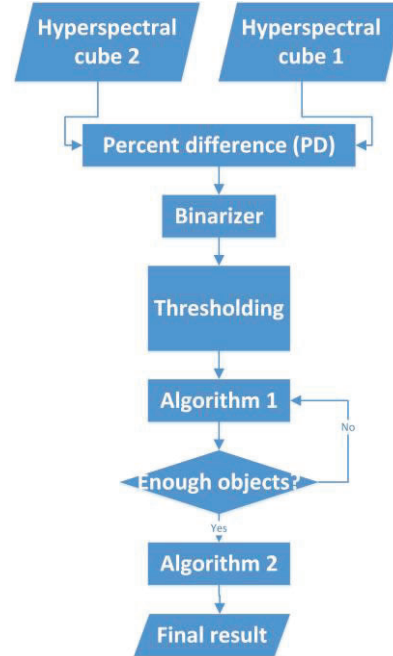 Hyperspectral
cube 2
Hyperspectral
cube 1
Percent difference (PD)
Binarizer
Thresholding
Algorithm 1
No
Enough objects?
Yes
Algorithm 2
Final result